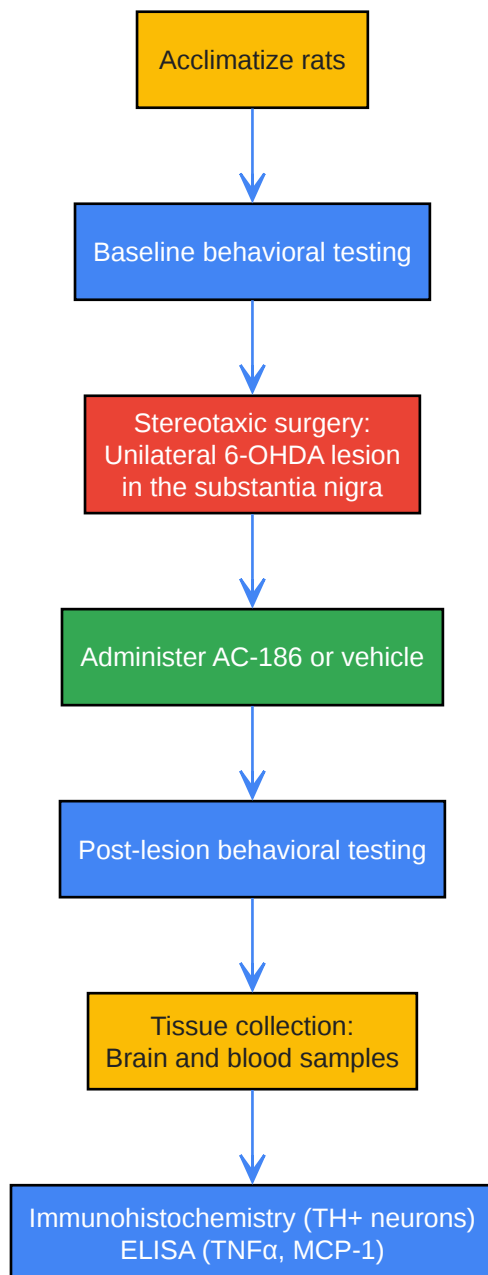 Acclimatize rats
Baseline behavioral testing
Stereotaxic surgery:
Unilateral 6-OHDA lesion
in the substantia nigra
Administer AC-186 or vehicle
Post-lesion behavioral testing
Tissue collection:
Brain and blood samples
Immunohistochemistry (TH+ neurons)
ELISA (TNFα, MCP-1)